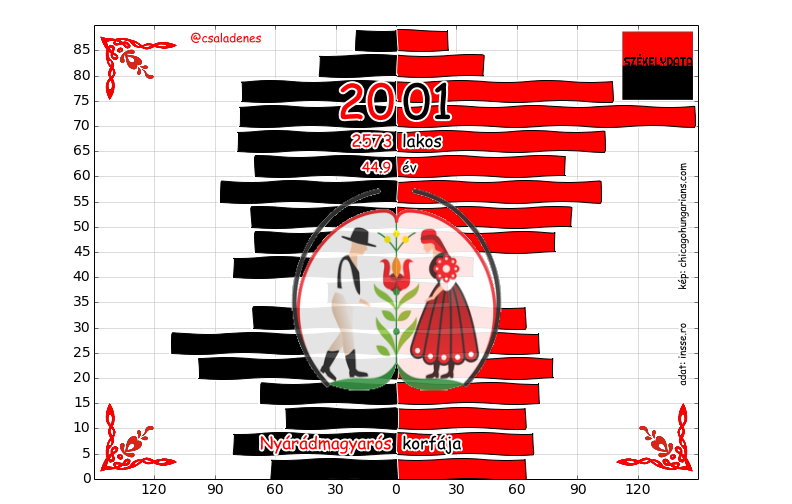 @csaladenes
SZÉKELYDATA
2001
2573 lakos
44.9 év
kép: chicagohungarians.com
adat: insse.ro
Nyárádmagyarós korfája
85
80
75
70
65
60
55
50
45
40
35
30
25
20
15
10
5
0
120 90 60 30 0 30 60 90 120